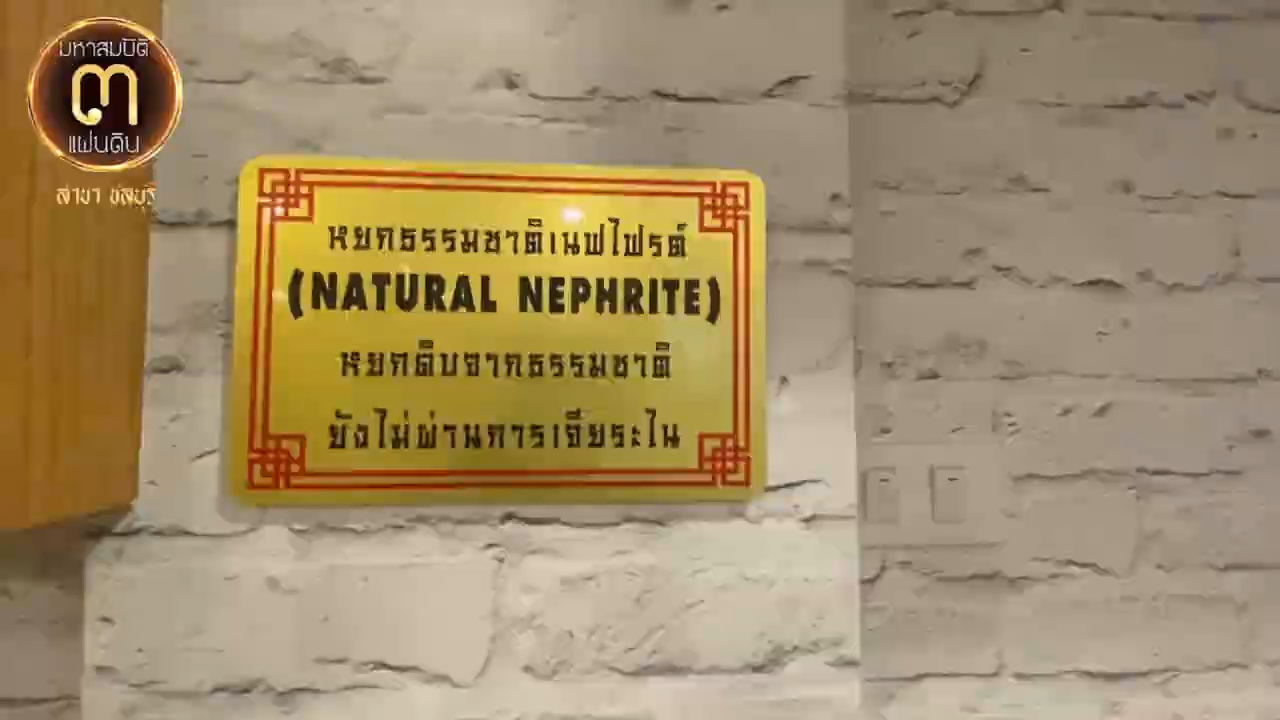 มหาสมบัติ
๓
แผ่นดิน
สาขา ชลบุรี
หยกธรรมชาติเนฟไฟรต์
(NATURAL NEPHRITE)
หยกดิบจากธรรมชาติ
ยังไม่ผ่านการเจียระไน